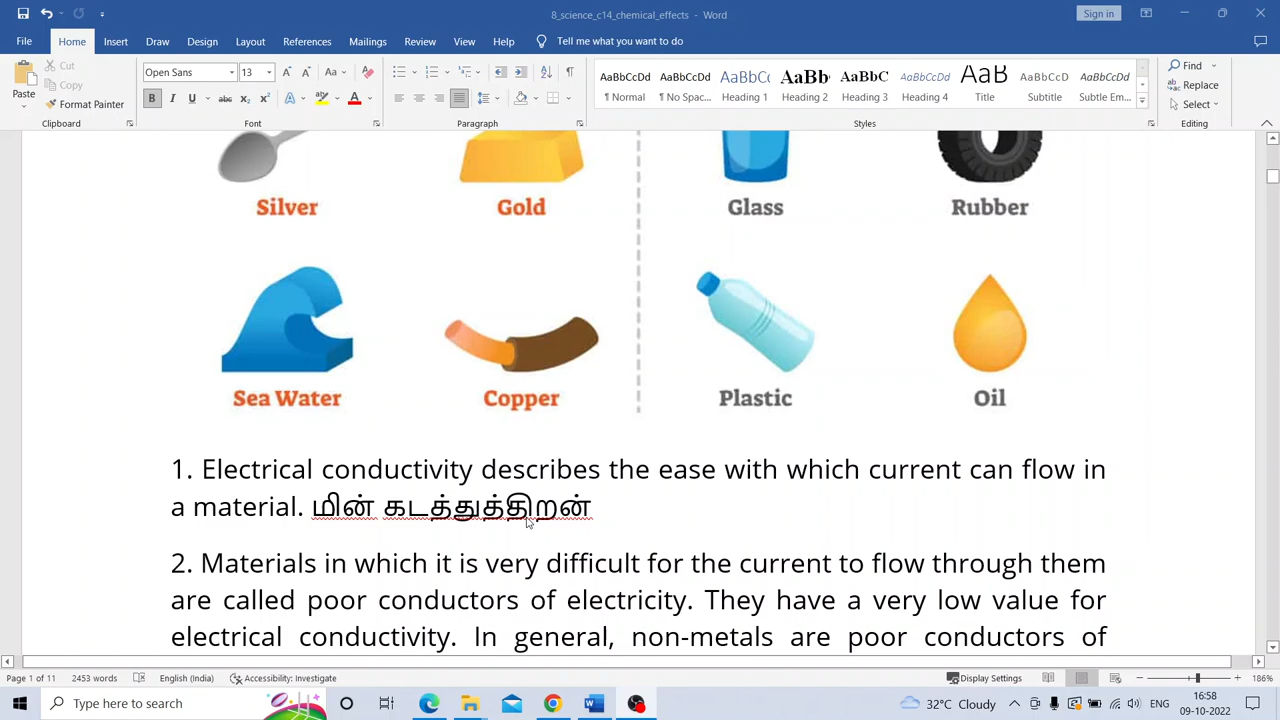 8_science_c14_chemical_effects - Word
Sign in
File Home Insert Draw Design Layout References Mailings Review View Help Tell me what you want to do
Paste
Cut
Copy
Format Painter
Open Sans 13
AaBbCcDd AaBbCcDd AaBbCc AaBb AaBbC AaBbCcDd AaB AaBbCcD AaBbCcDd
¶ Normal ¶ No Spac... Heading 1 Heading 2 Heading 3 Heading 4 Title Subtitle Subtle Em...
Find
Replace
Select
Clipboard Font Paragraph Styles Editing
Silver Gold Glass Rubber
Sea Water Copper Plastic Oil
1. Electrical conductivity describes the ease with which current can flow in
a material. மின் கடத்துத்திறன்
2. Materials in which it is very difficult for the current to flow through them
are called poor conductors of electricity. They have a very low value for
electrical conductivity. In general, non-metals are poor conductors of
Page 1 of 11 2453 words English (India) Accessibility: Investigate Display Settings 186%
Type here to search
32°C Cloudy ENG 16:58
09-10-2022